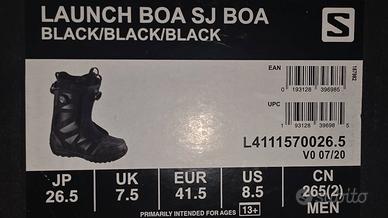 LAUNCH BOA SJ BOA
BLACK/BLACK/BLACK
S
EAN
0 193128 396985
UPC
1 93128 39698 5
L4111570026.5
V0 07/20
JP UK EUR US CN
26.5 7.5 41.5 8.5 265(2)
PRIMARILY INTENDED FOR AGES 13+ MEN
subito